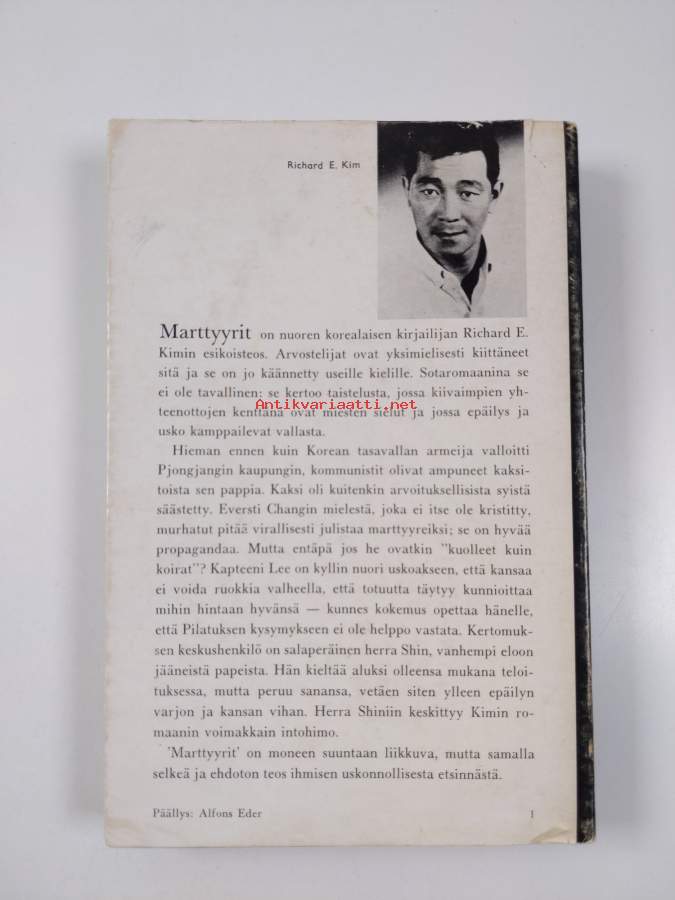 Richard E. Kim
Marttyyrit on nuoren korealaisen kirjailijan Richard E.
Kimin esikoisteos. Arvostelijat ovat yksimielisesti kiittäneet
sitä ja se on jo käännetty useille kielille. Sotaromaanina se
ei ole tavallinen: se kertoo taistelusta, jossa kiivaimpien yh-
Antikvariaatti.net
teenottojen kenttänä ovat miesten sielut ja jossa epäilys ja
usko kamppailevat vallasta.
Hieman ennen kuin Korean tasavallan armeija valloitti
Pjongjangin kaupungin, kommunistit olivat ampuneet kaksi-
toista sen pappia. Kaksi oli kuitenkin arvoituksellisista syistä
säästetty. Eversti Changin mielestä, joka ei itse ole kristitty,
murhatut pitää virallisesti julistaa marttyyreiksi; se on hyvää
propagandaa. Mutta entäpä jos he ovatkin "kuolleet kuin
koirat"? Kapteeni Lee on kyllin nuori uskoakseen, että kansaa
ei voida ruokkia valheella, että totuutta täytyy kunnioittaa
mihin hintaan hyvänsä — kunnes kokemus opettaa hänelle,
että Pilatuksen kysymykseen ei ole helppo vastata. Kertomuk-
sen keskushenkilö on salaperäinen herra Shin, vanhempi eloon
jääneistä papeista. Hän kieltää aluksi olleensa mukana teloi-
tuksessa, mutta peruu sanansa, vetäen siten ylleen epäilyn
varjon ja kansan vihan. Herra Shiniin keskittyy Kimin ro-
maanin voimakkain intohimo.
'Marttyyrit' on moneen suuntaan liikkuva, mutta samalla
selkeä ja ehdoton teos ihmisen uskonnollisesta etsinnästä.
Päällys: Alfons Eder 1